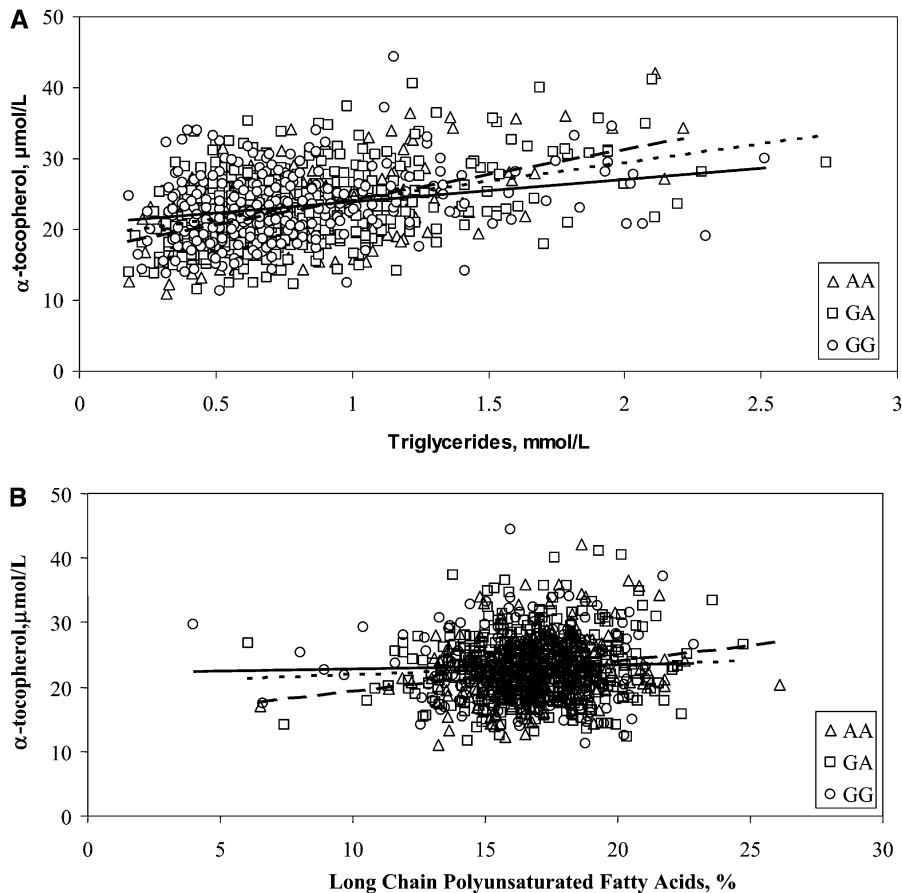 A
50
40
30
20
10
0
α-tocopherol, μmol/L
AA
GA
GG
0 0.5 1 1.5 2 2.5 3
Triglycerides, mmol/L
B
50
40
30
20
10
0
α-tocopherol,μmol/L
AA
GA
GG
0 5 10 15 20 25 30
Long Chain Polyunsaturated Fatty Acids, %